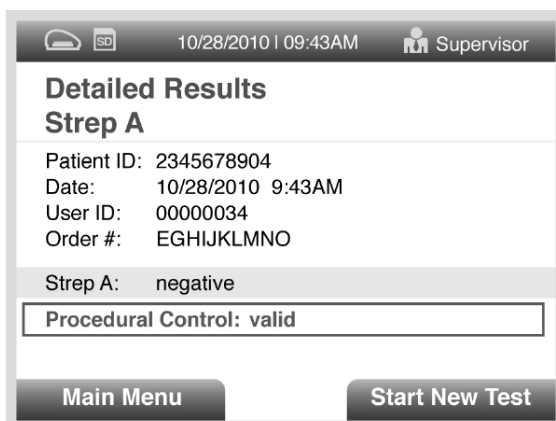 SD 10/28/2010 | 09:43AM Supervisor
Detailed Results
Strep A
Patient ID: 2345678904
Date: 10/28/2010 9:43AM
User ID: 00000034
Order #: EGHIJKLMNO
Strep A: negative
Procedural Control: valid
Main Menu Start New Test